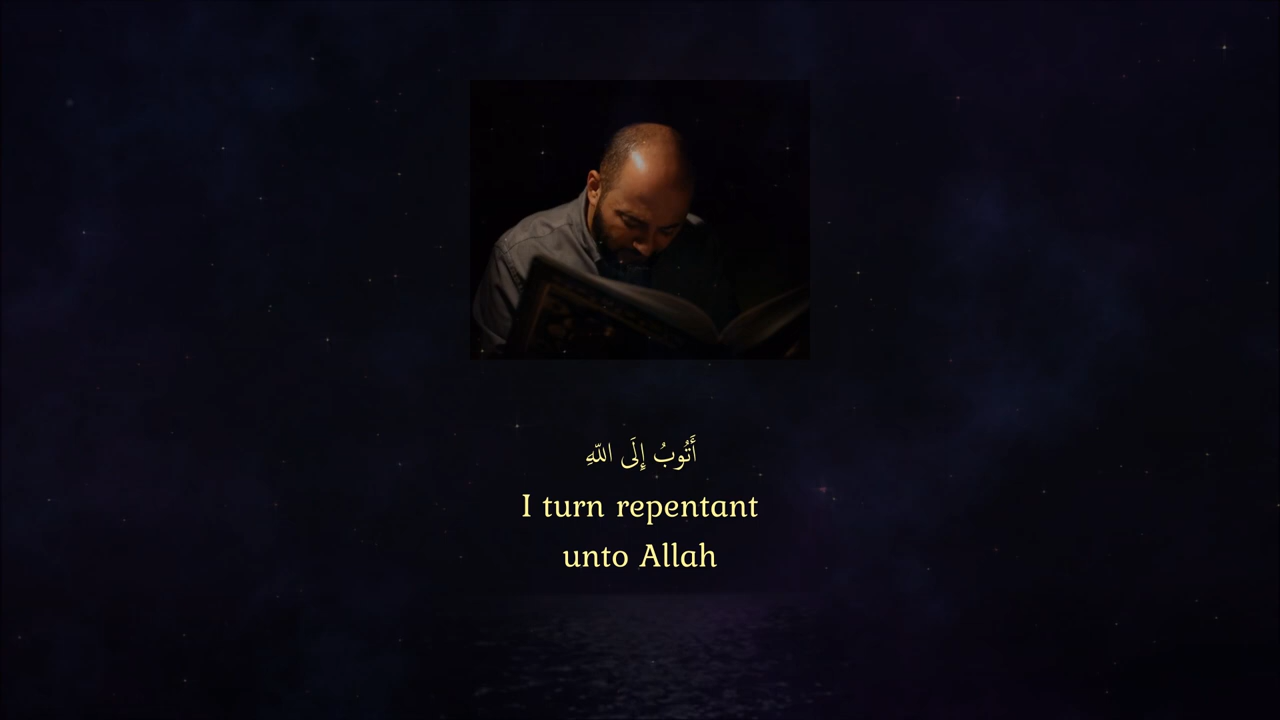 أَتُوبُ إِلَى اللّٰهِ
I turn repentant
unto Allah